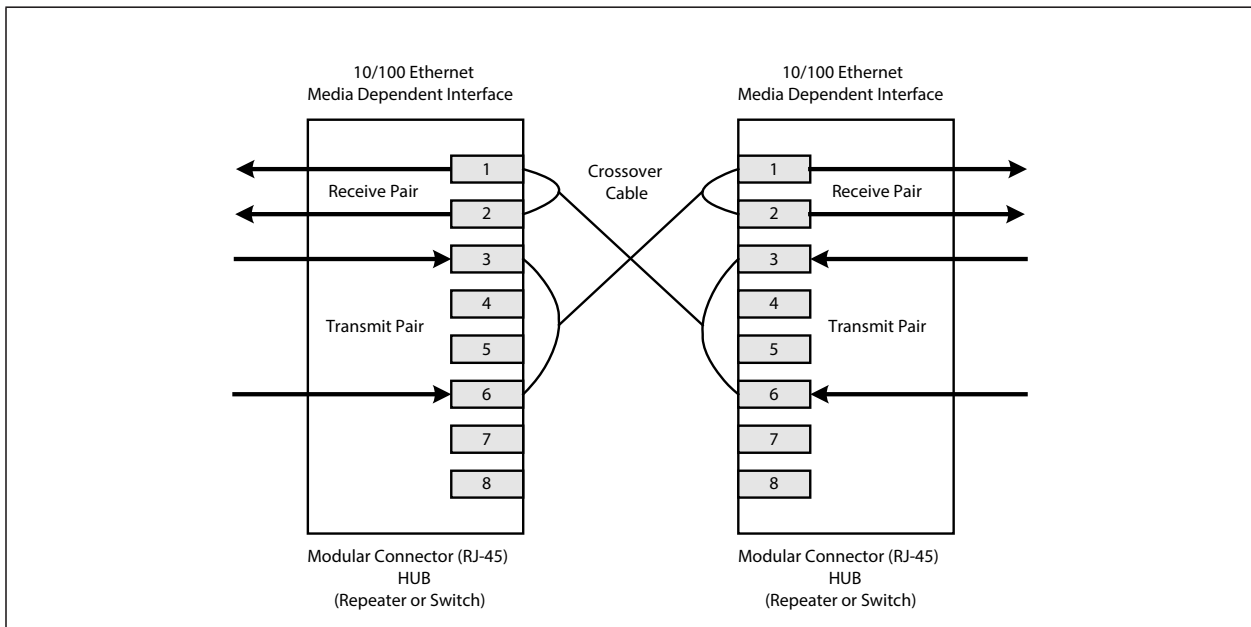 10/100 Ethernet
Media Dependent Interface
10/100 Ethernet
Media Dependent Interface
1
Receive Pair
2
3
4
Transmit Pair
5
6
7
8
Crossover
Cable
1
Receive Pair
2
3
4
Transmit Pair
5
6
7
8
Modular Connector (RJ-45)
HUB
(Repeater or Switch)
Modular Connector (RJ-45)
HUB
(Repeater or Switch)